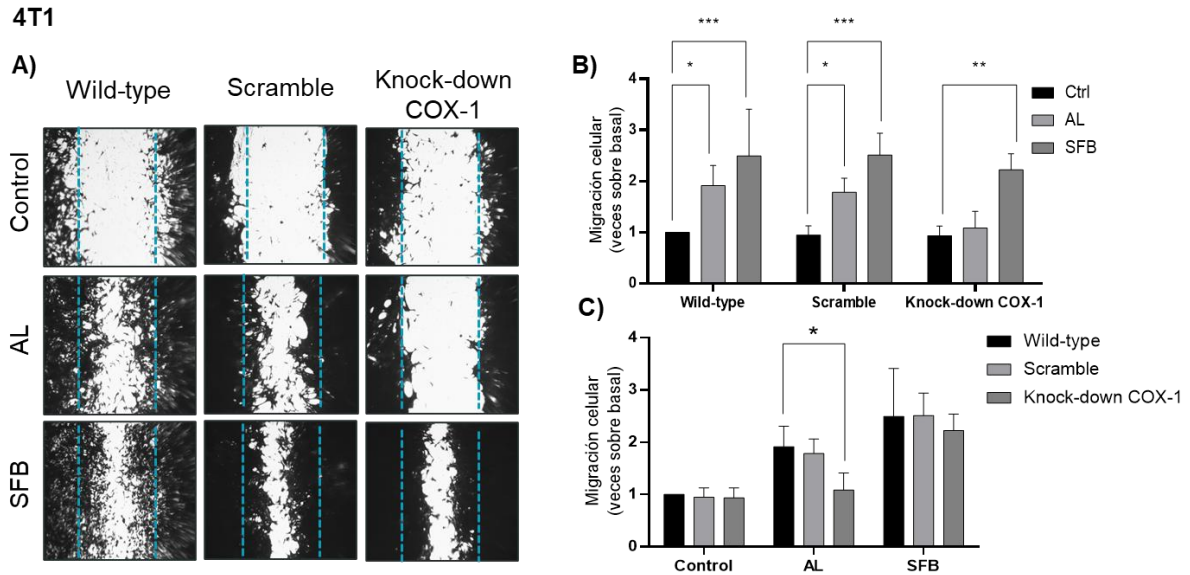 4T1
A)
Wild-type
Scramble
Knock-down
COX-1
Control
AL
SFB
B)
***
***
*
*
**
Migración celular
(veces sobre basal)
4
3
2
1
0
Wild-type
Scramble
Knock-down COX-1
Ctrl
AL
SFB
C)
*
Migración celular
(veces sobre basal)
4
3
2
1
0
Control
AL
SFB
Wild-type
Scramble
Knock-down COX-1